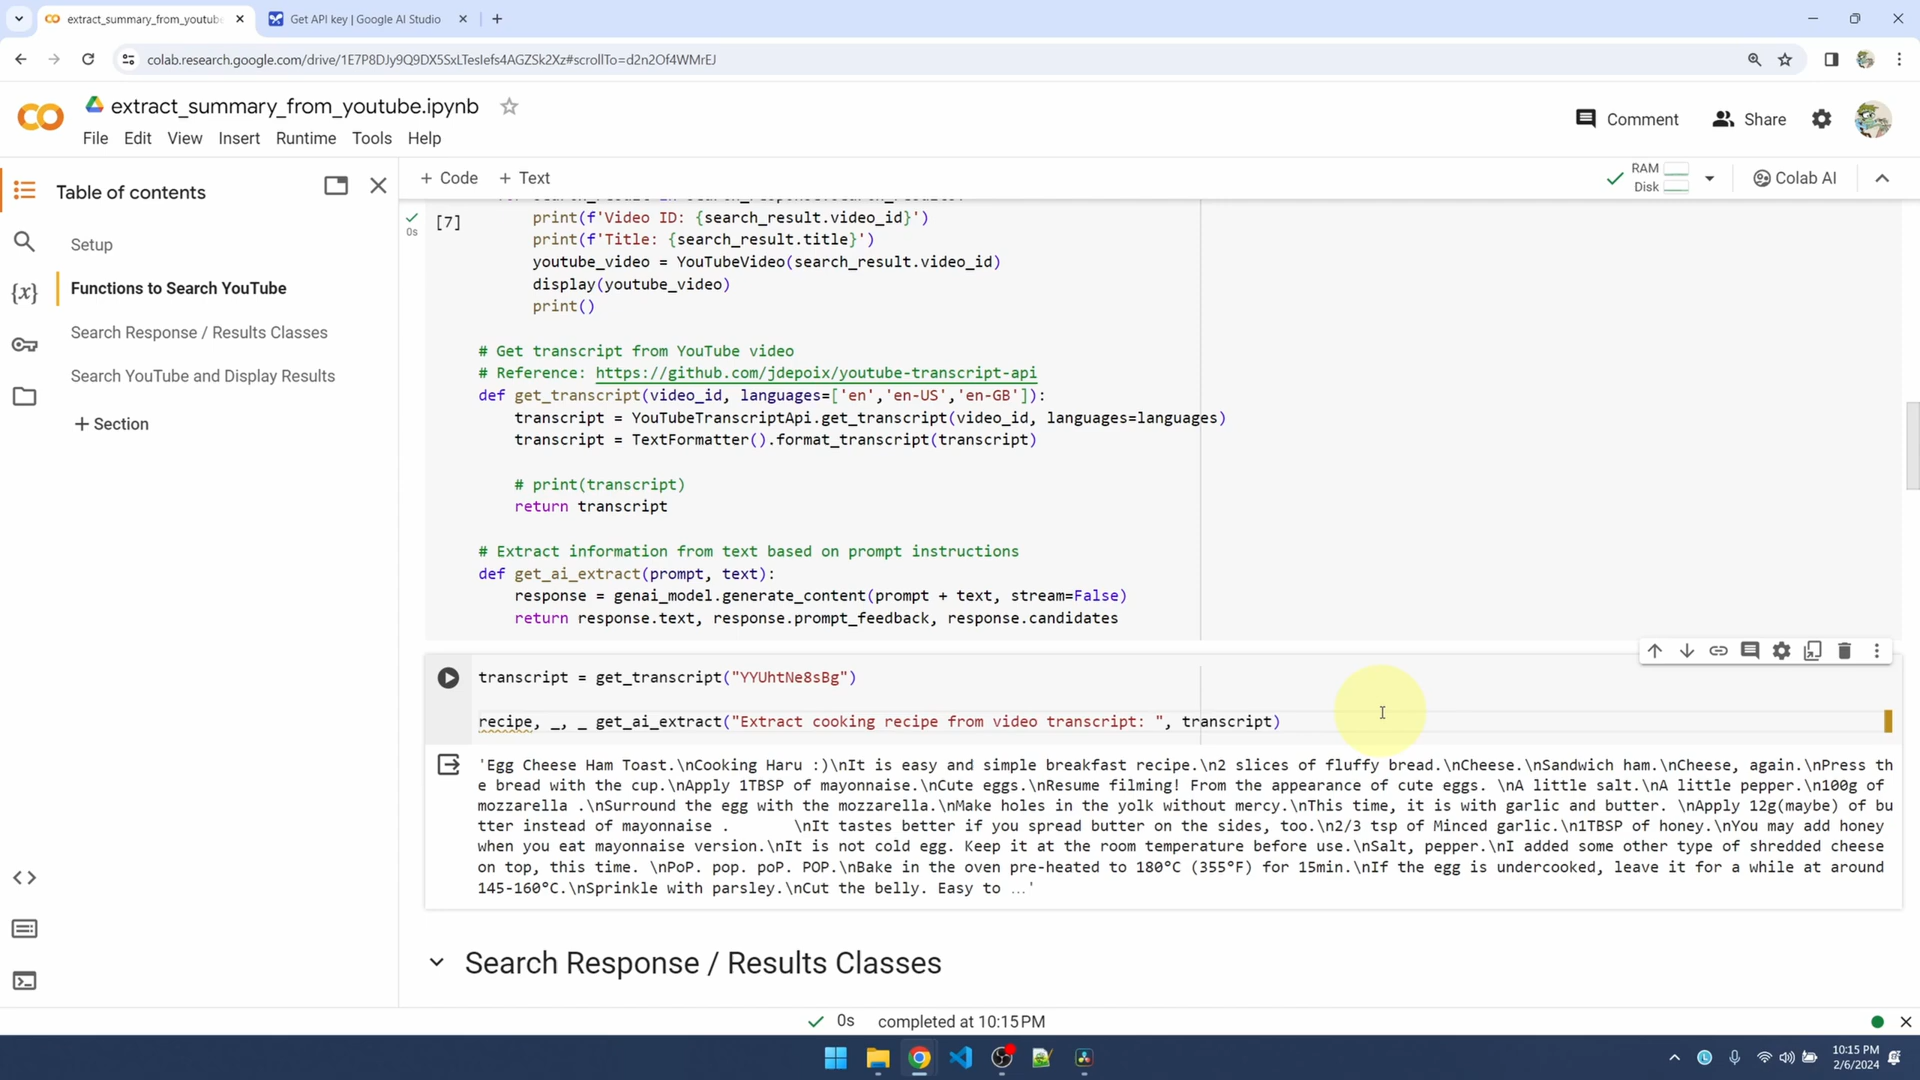 extract_summary_from_youtube
Get API key | Google AI Studio
colab.research.google.com/drive/1E7P8DJy9Q9DX5SxLTesIefs4AGZSk2Xz#scrollTo=d2n2Of4WMrEJ
extract_summary_from_youtube.ipynb
File Edit View Insert Runtime Tools Help
Comment Share
Table of contents
+ Code + Text
RAM
Disk
Colab AI
Setup
Functions to Search YouTube
Search Response / Results Classes
Search YouTube and Display Results
+ Section
{x}
0s
[7]
print(f'Video ID: {search_result.video_id}')
print(f'Title: {search_result.title}')
youtube_video = YouTubeVideo(search_result.video_id)
display(youtube_video)
print()
# Get transcript from YouTube video
# Reference: https://github.com/jdepoix/youtube-transcript-api
def get_transcript(video_id, languages=['en','en-US','en-GB']):
transcript = YouTubeTranscriptApi.get_transcript(video_id, languages=languages)
transcript = TextFormatter().format_transcript(transcript)
# print(transcript)
return transcript
# Extract information from text based on prompt instructions
def get_ai_extract(prompt, text):
response = genai_model.generate_content(prompt + text, stream=False)
return response.text, response.prompt_feedback, response.candidates
transcript = get_transcript("YYUhtNe8sBg")
recipe, _, _ get_ai_extract("Extract cooking recipe from video transcript: ", transcript)
'Egg Cheese Ham Toast.\nCooking Haru :)\nIt is easy and simple breakfast recipe.\n2 slices of fluffy bread.\nCheese.\nSandwich ham.\nCheese, again.\nPress th
e bread with the cup.\nApply 1TBSP of mayonnaise.\nCute eggs.\nResume filming! From the appearance of cute eggs. \nA little salt.\nA little pepper.\n100g of
mozzarella .\nSurround the egg with the mozzarella.\nMake holes in the yolk without mercy.\nThis time, it is with garlic and butter. \nApply 12g(maybe) of bu
tter instead of mayonnaise .       \nIt tastes better if you spread butter on the sides, too.\n2/3 tsp of Minced garlic.\n1TBSP of honey.\nYou may add honey
when you eat mayonnaise version.\nIt is not cold egg. Keep it at the room temperature before use.\nSalt, pepper.\nI added some other type of shredded cheese
on top, this time. \nPoP. pop. poP. POP.\nBake in the oven pre-heated to 180°C (355°F) for 15min.\nIf the egg is undercooked, leave it for a while at around
145-160°C.\nSprinkle with parsley.\nCut the belly. Easy to …'
Search Response / Results Classes
0s completed at 10:15 PM
10:15 PM
2/6/2024